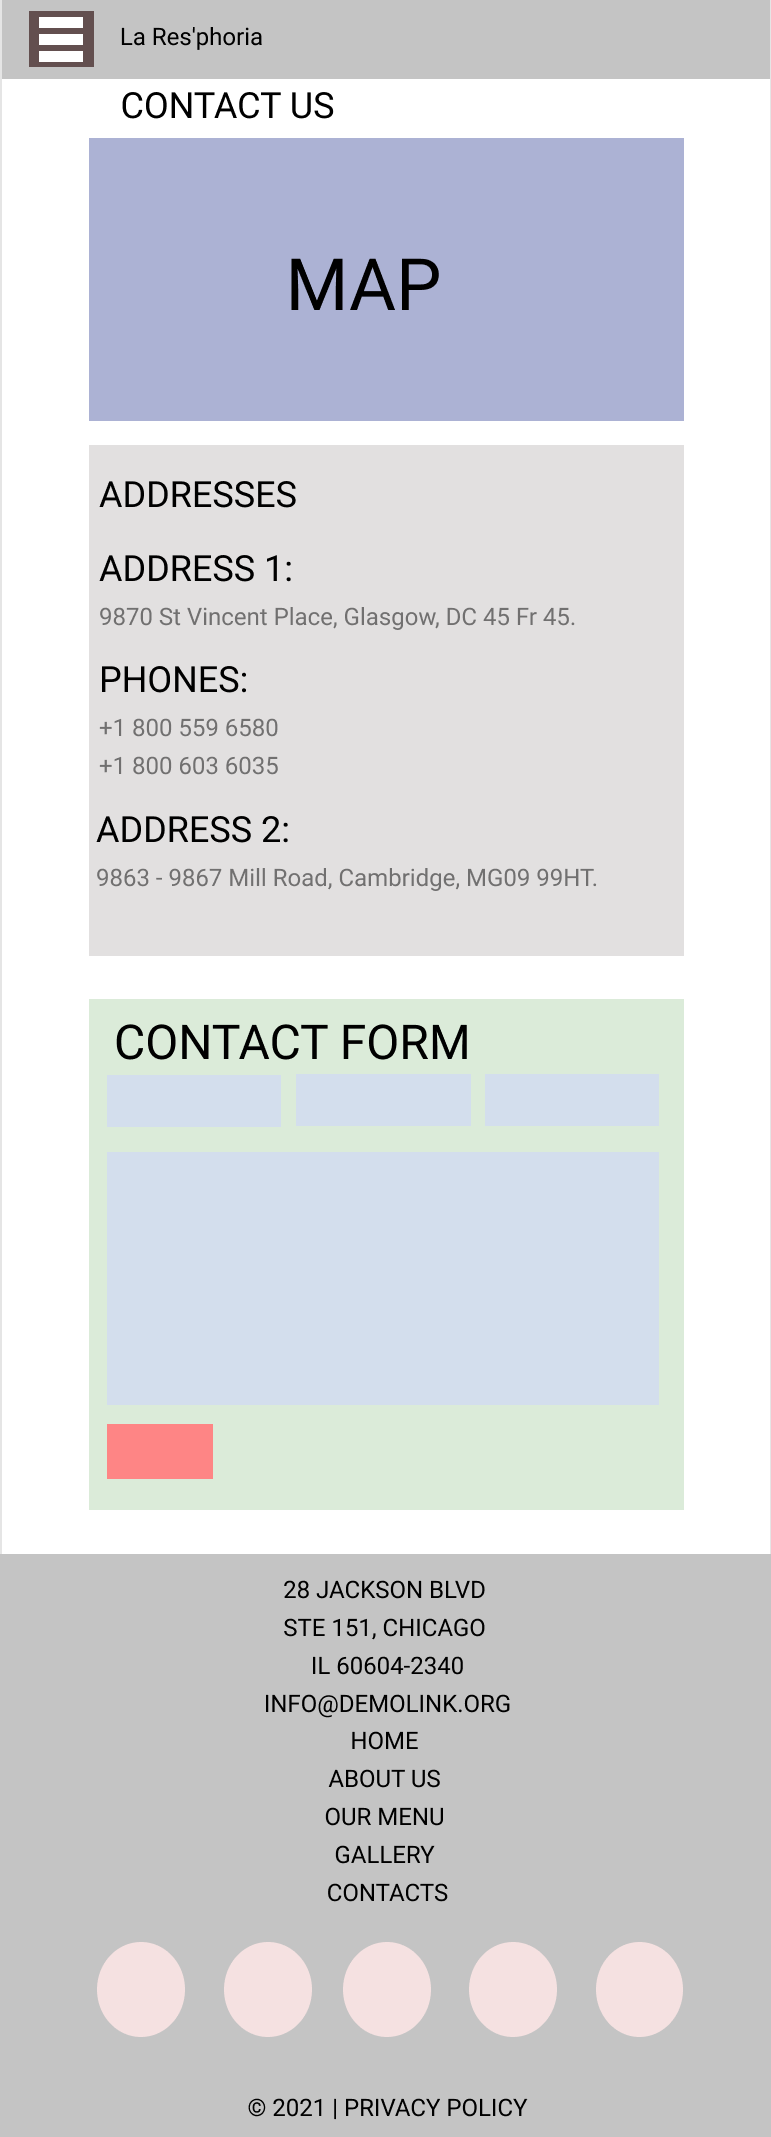 La Res'phoria
CONTACT US
MAP
ADDRESSES
ADDRESS 1:
9870 St Vincent Place, Glasgow, DC 45 Fr 45.
PHONES:
+1 800 559 6580
+1 800 603 6035
ADDRESS 2:
9863 - 9867 Mill Road, Cambridge, MG09 99HT.
CONTACT FORM
28 JACKSON BLVD
STE 151, CHICAGO
IL 60604-2340
INFO@DEMOLINK.ORG
HOME
ABOUT US
OUR MENU
GALLERY
CONTACTS
© 2021 | PRIVACY POLICY